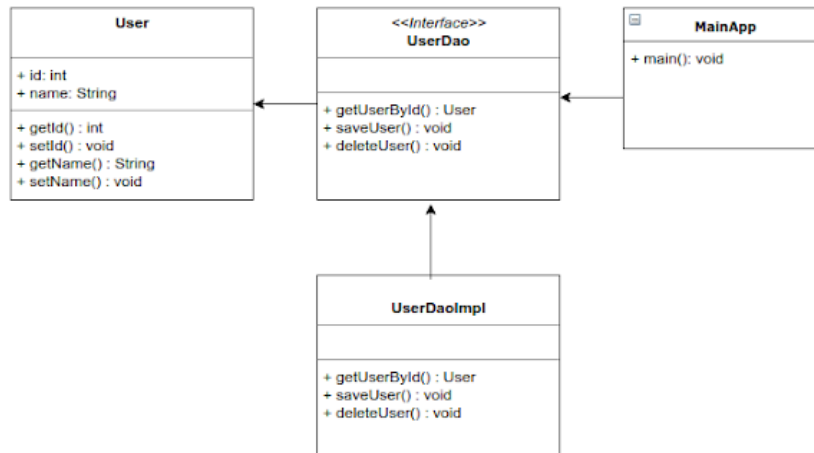 User
+ id: int
+ name: String
+ getId() : int
+ setId() : void
+ getName() : String
+ setName() : void
<<Interface>>
UserDao
+ getUserById() : User
+ saveUser() : void
+ deleteUser() : void
MainApp
+ main(): void
UserDaoImpl
+ getUserById() : User
+ saveUser() : void
+ deleteUser() : void